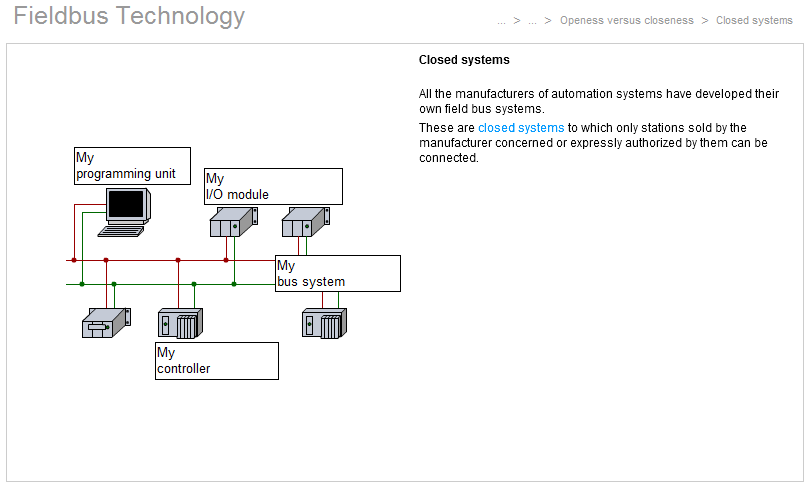 Fieldbus Technology
... > ... > Openess versus closeness > Closed systems
Closed systems
All the manufacturers of automation systems have developed their
own field bus systems.
These are closed systems to which only stations sold by the
manufacturer concerned or expressly authorized by them can be
connected.
My
programming unit
My
I/O module
My
bus system
My
controller